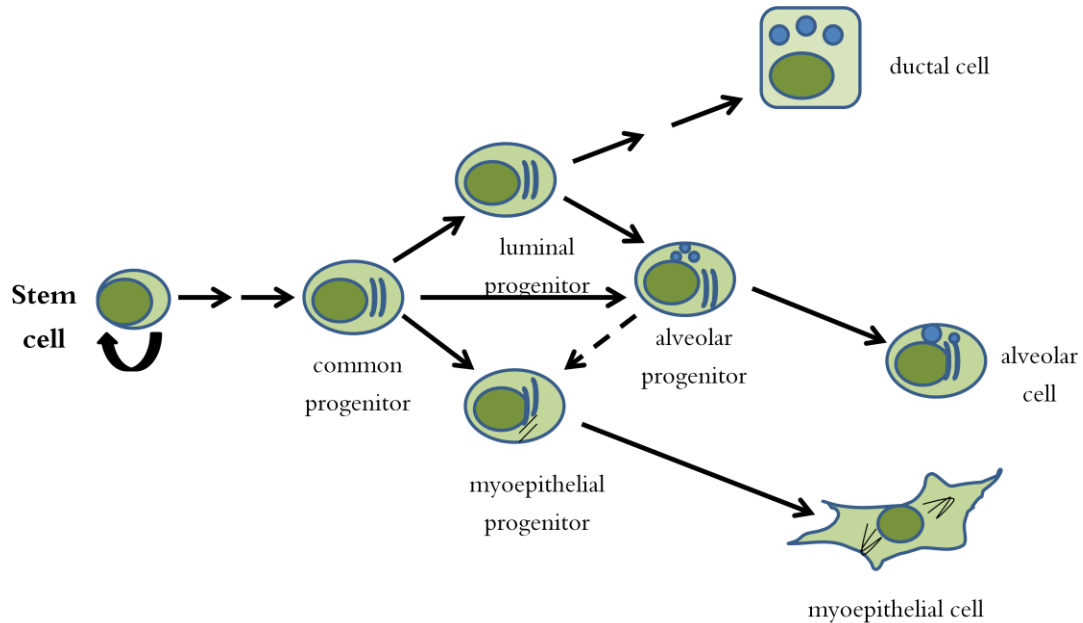 ductal cell
luminal
progenitor
Stem
cell
common
progenitor
alveolar
progenitor
alveolar
cell
myoepithelial
progenitor
myoepithelial cell